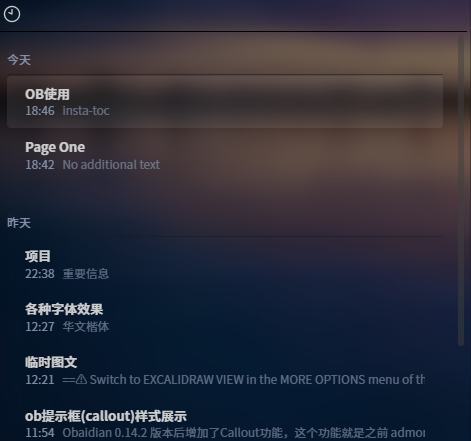 今天
OB使用
18:46 insta-toc
Page One
18:42 No additional text
昨天
项目
22:38 重要信息
各种字体效果
12:27 华文楷体
临时图文
12:21 ==⚠ Switch to EXCALIDRAW VIEW in the MORE OPTIONS menu of th
ob提示框(callout)样式展示
11:54 Obaidian 0.14.2 版本后增加了Callout功能，这个功能就是之前 admor